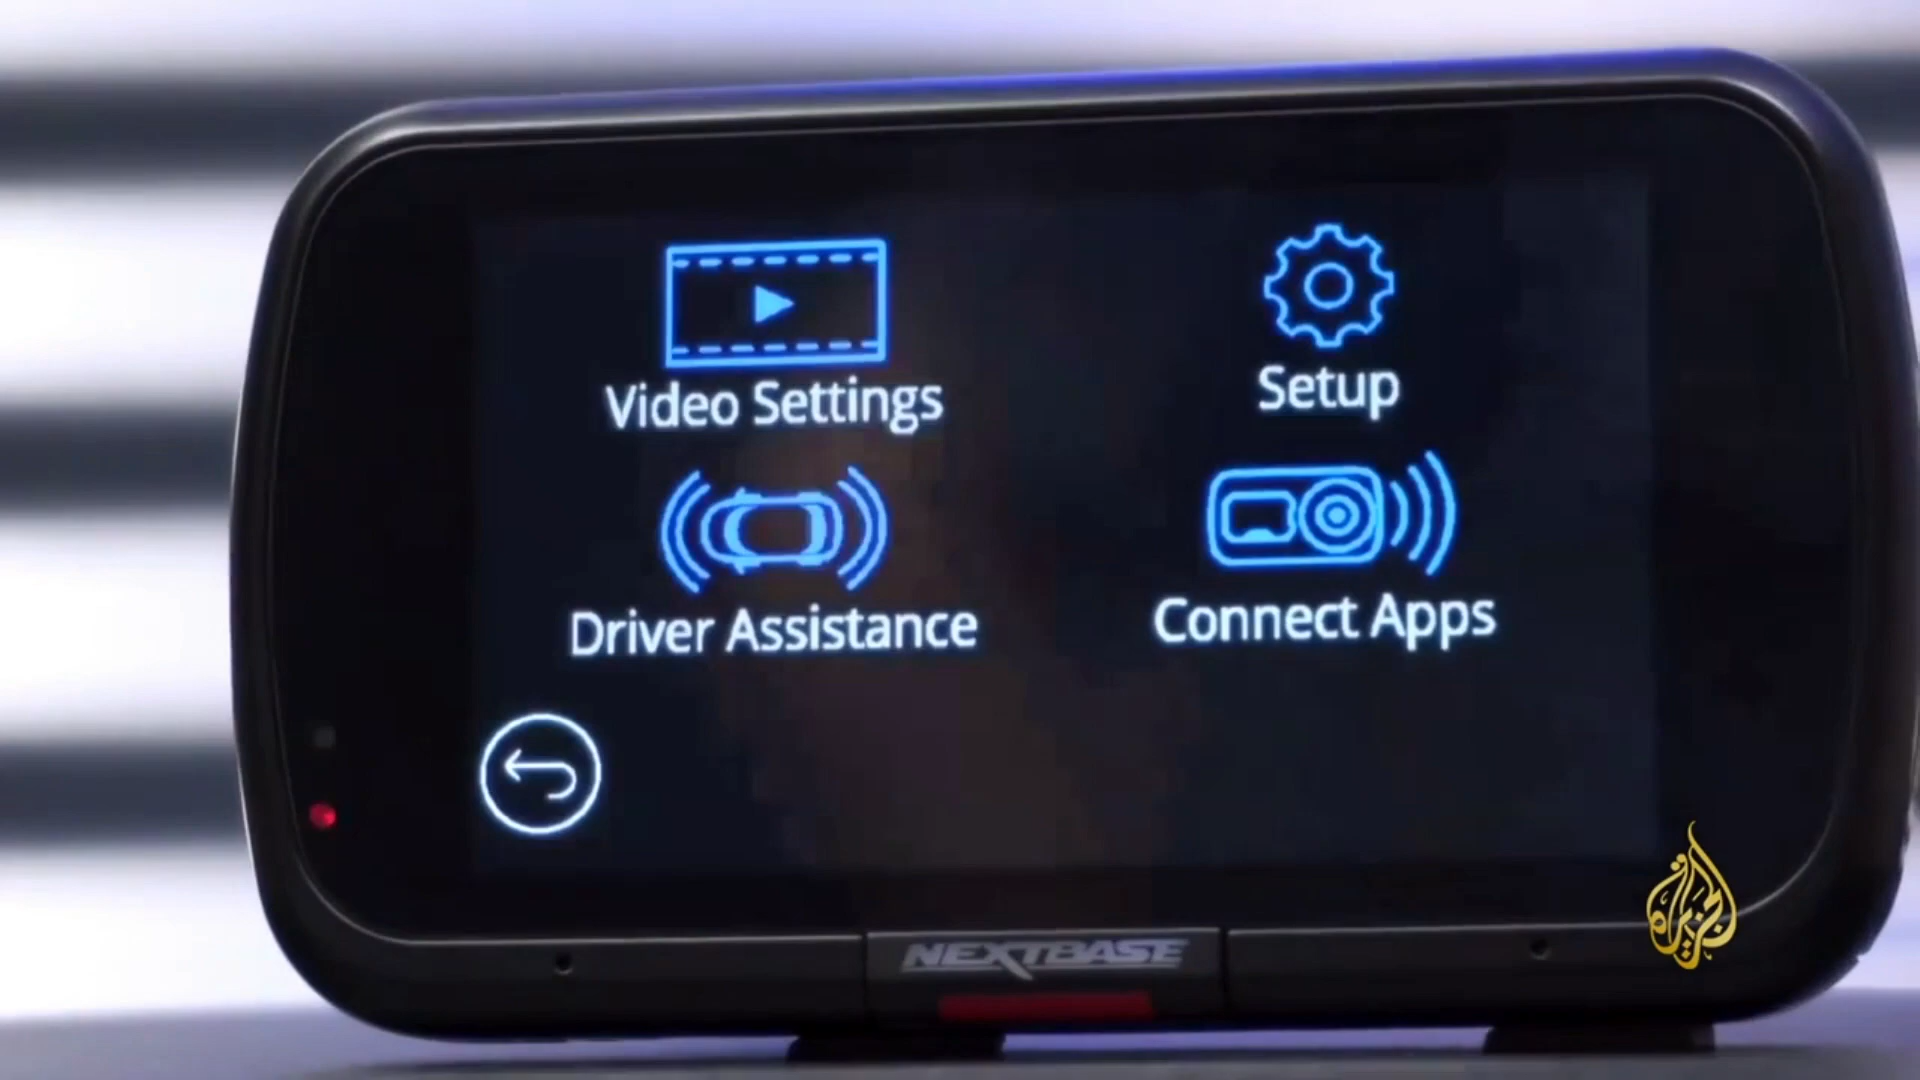 Video Settings
Setup
Driver Assistance
Connect Apps
NEXTBASE
الجزيرة